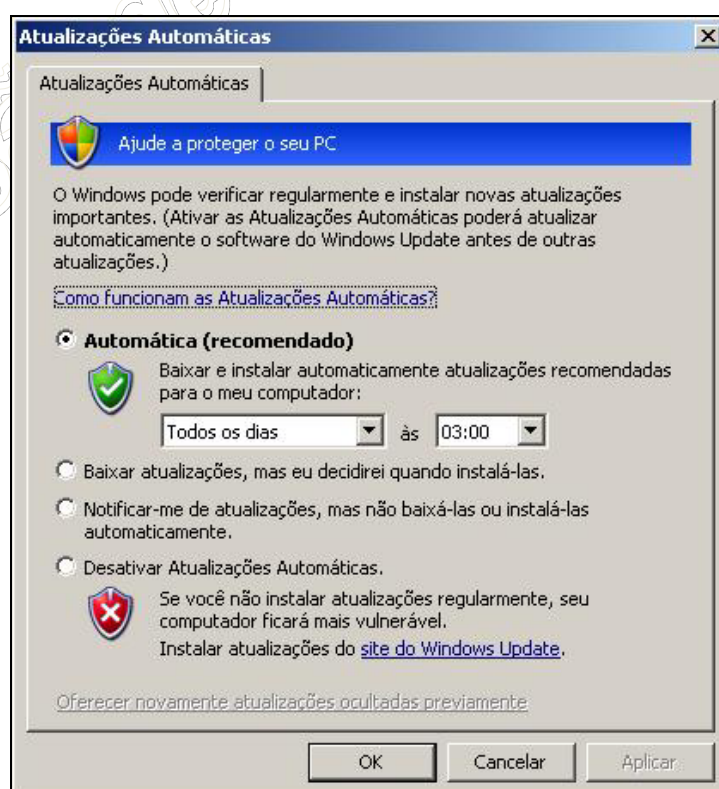 Atualizações Automáticas
Atualizações Automáticas
Ajude a proteger o seu PC
O Windows pode verificar regularmente e instalar novas atualizações
importantes. (Ativar as Atualizações Automáticas poderá atualizar
automaticamente o software do Windows Update antes de outras
atualizações.)
Como funcionam as Atualizações Automáticas?
Automática (recomendado)
Baixar e instalar automaticamente atualizações recomendadas
para o meu computador:
Todos os dias às 03:00
Baixar atualizações, mas eu decidirei quando instalá-las.
Notificar-me de atualizações, mas não baixá-las ou instalá-las
automaticamente.
Desativar Atualizações Automáticas.
Se você não instalar atualizações regularmente, seu
computador ficará mais vulnerável.
Instalar atualizações do site do Windows Update.
Oferecer novamente atualizações ocultadas previamente
OK Cancelar Aplicar